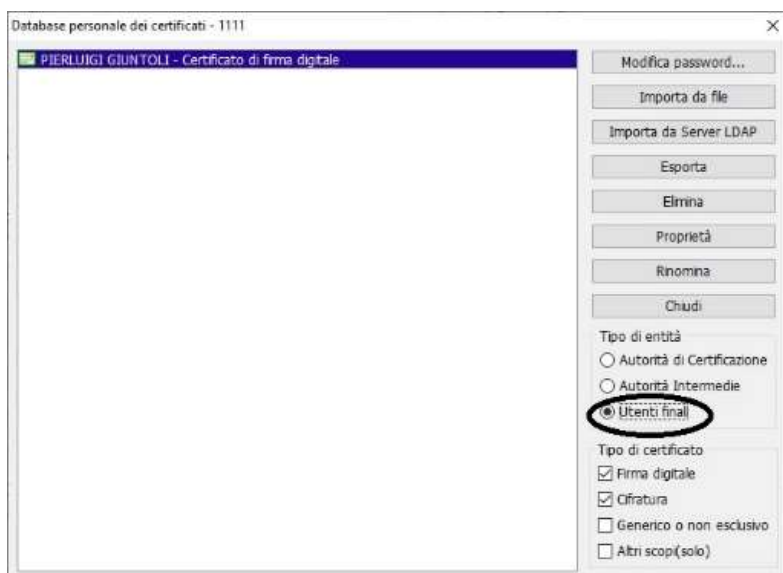 Database personale dei certificati - 1111
PIERLUIGI GIUNTOLI - Certificato di firma digitale
Modifica password...
Importa da file
Importa da Server LDAP
Esporta
Elimina
Proprietà
Rinomina
Chiudi
Tipo di entità
Autorità di Certificazione
Autorità Intermedie
Utenti finali
Tipo di certificato
Firma digitale
Cifratura
Generico o non esclusivo
Altri scopi(solo)